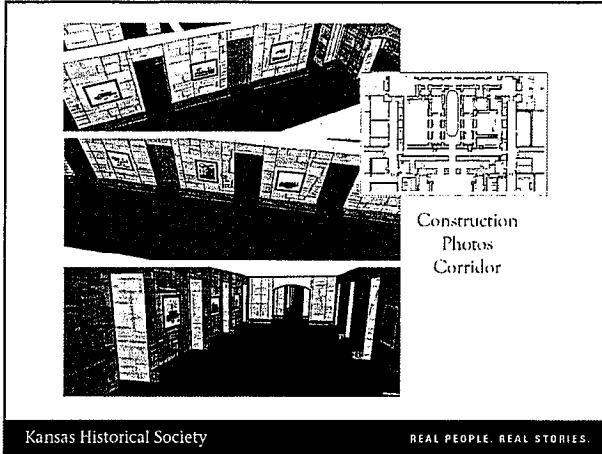 Construction
Photos
Corridor
Kansas Historical Society
REAL PEOPLE. REAL STORIES.